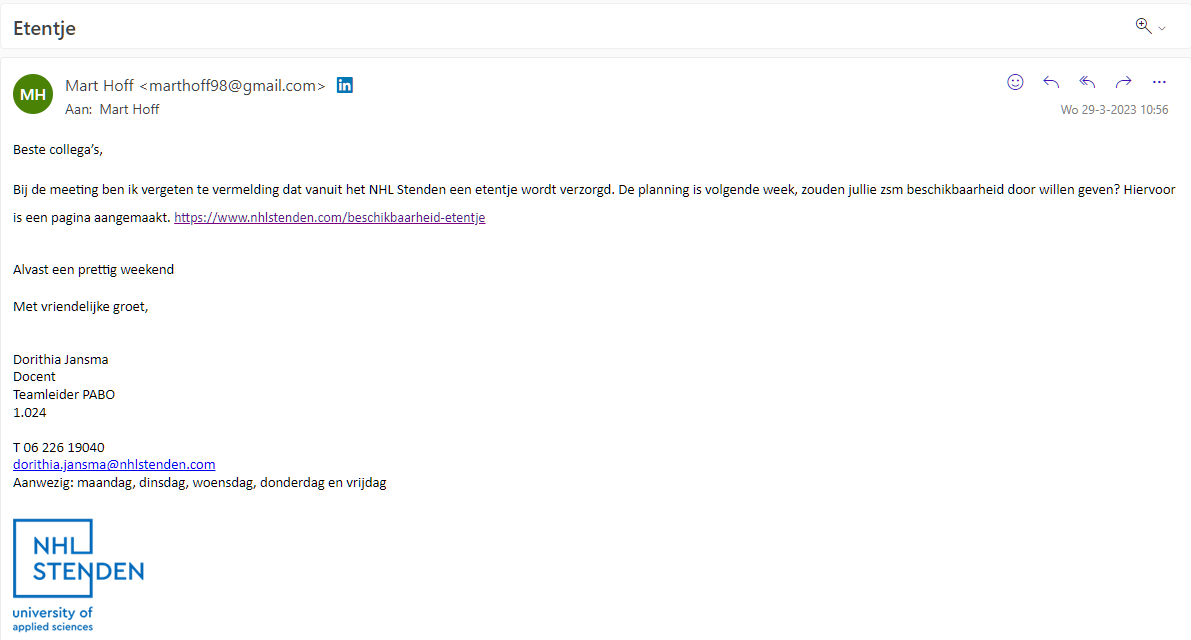 Etentje
MH
Mart Hoff <marthoff98@gmail.com>
in
Aan: Mart Hoff
Wo 29-3-2023 10:56
Beste collega's,
Bij de meeting ben ik vergeten te vermelding dat vanuit het NHL Stenden een etentje wordt verzorgd. De planning is volgende week, zouden jullie zsm beschikbaarheid door willen geven? Hiervoor
is een pagina aangemaakt. https://www.nhlstenden.com/beschikbaarheid-etentje
Alvast een prettig weekend
Met vriendelijke groet,
Dorithia Jansma
Docent
Teamleider PABO
1.024
T 06 226 19040
dorithia.jansma@nhlstenden.com
Aanwezig: maandag, dinsdag, woensdag, donderdag en vrijdag
NHL
STENDEN
university of
applied sciences